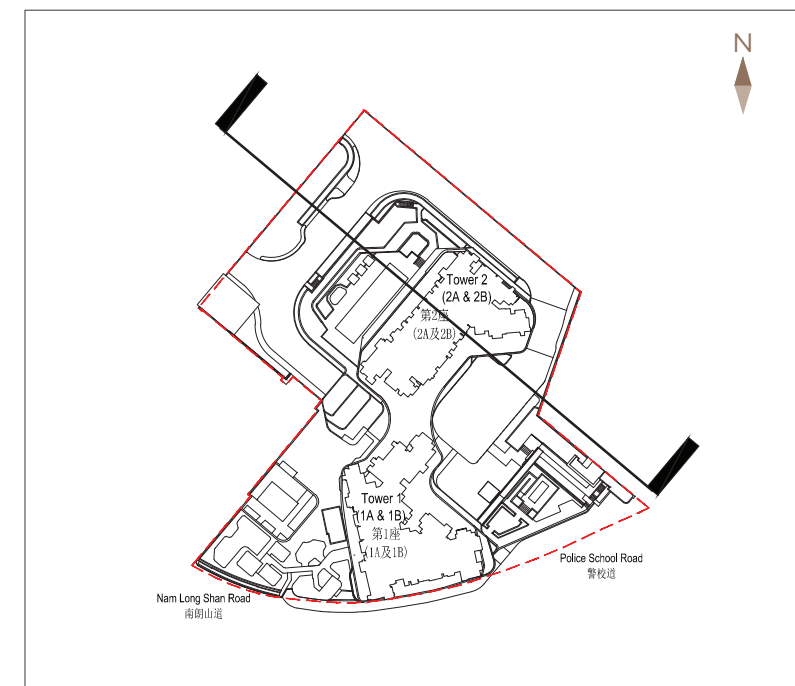 N
Tower 2
(2A & 2B)
第2座
(2A及2B)
Tower 1
(1A & 1B)
第1座
(1A及1B)
Police School Road
警校道
Nam Long Shan Road
南朗山道